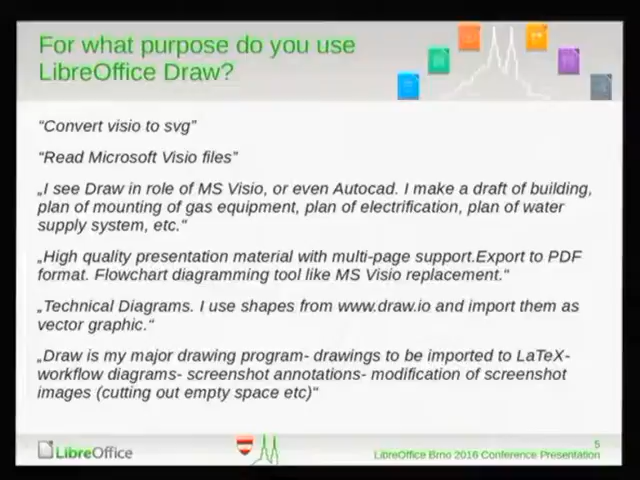 For what purpose do you use
LibreOffice Draw?
“Convert visio to svg”
“Read Microsoft Visio files”
„I see Draw in role of MS Visio, or even Autocad. I make a draft of building,
plan of mounting of gas equipment, plan of electrification, plan of water
supply system, etc.“
„High quality presentation material with multi-page support.Export to PDF
format. Flowchart diagramming tool like MS Visio replacement.“
„Technical Diagrams. I use shapes from www.draw.io and import them as
vector graphic.“
„Draw is my major drawing program- drawings to be imported to LaTeX-
workflow diagrams- screenshot annotations- modification of screenshot
images (cutting out empty space etc)“
LibreOffice
5
LibreOffice Brno 2016 Conference Presentation